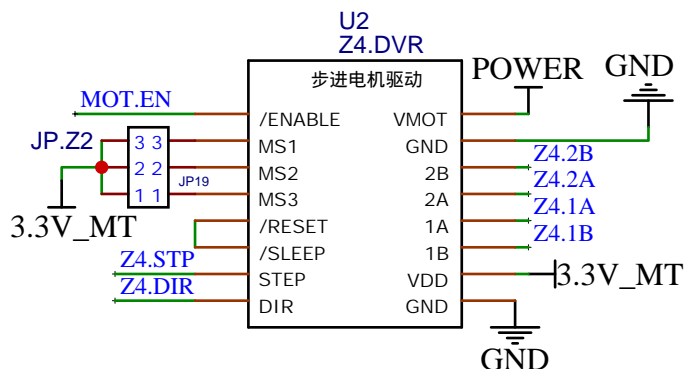 U2
Z4.DVR
步进电机驱动
POWER
GND
MOT.EN
/ENABLE
VMOT
JP.Z2
3 3
MS1
GND
Z4.2B
2 2
MS2
2B
Z4.2A
1 1
JP19
MS3
2A
Z4.1A
3.3V_MT
/RESET
1A
Z4.1B
/SLEEP
1B
Z4.STP
STEP
VDD
3.3V_MT
Z4.DIR
DIR
GND
GND